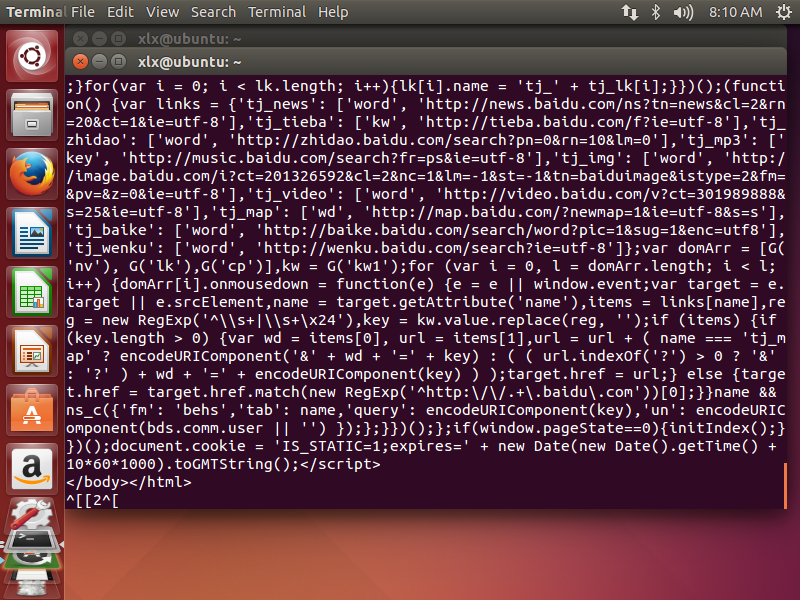 Terminal File Edit View Search Terminal Help 8:10 AM
xlx@ubuntu: ~
xlx@ubuntu: ~
;}for(var i = 0; i < lk.length; i++){lk[i].name = 'tj_' + tj_lk[i];}})();(functi
on() {var links = {'tj_news': ['word', 'http://news.baidu.com/ns?tn=news&cl=2&rn
=20&ct=1&ie=utf-8'],'tj_tieba': ['kw', 'http://tieba.baidu.com/f?ie=utf-8'],'tj_
zhidao': ['word', 'http://zhidao.baidu.com/search?pn=0&rn=10&lm=0'],'tj_mp3': ['
key', 'http://music.baidu.com/search?fr=ps&ie=utf-8'],'tj_img': ['word', 'http:/
/image.baidu.com/i?ct=201326592&cl=2&nc=1&lm=-1&st=-1&tn=baiduimage&istype=2&fm=
&pv=&z=0&ie=utf-8'],'tj_video': ['word', 'http://video.baidu.com/v?ct=301989888&
s=25&ie=utf-8'],'tj_map': ['wd', 'http://map.baidu.com/?newmap=1&ie=utf-8&s=s'],
'tj_baike': ['word', 'http://baike.baidu.com/search/word?pic=1&sug=1&enc=utf8'],
'tj_wenku': ['word', 'http://wenku.baidu.com/search?ie=utf-8']};var domArr = [G(
'nv'), G('lk'),G('cp')],kw = G('kw1');for (var i = 0, l = domArr.length; i < l;
i++) {domArr[i].onmousedown = function(e) {e = e || window.event;var target = e.
target || e.srcElement,name = target.getAttribute('name'),items = links[name],re
g = new RegExp('^\\s+|\\s+\x24'),key = kw.value.replace(reg, '');if (items) {if
(key.length > 0) {var wd = items[0], url = items[1],url = url + ( name === 'tj_m
ap' ? encodeURIComponent('&' + wd + '=' + key) : ( ( url.indexOf('?') > 0 ? '&'
: '?' ) + wd + '=' + encodeURIComponent(key) ) );target.href = url;} else {targe
t.href = target.href.match(new RegExp('^http:\/\/.+\.baidu\.com'))[0];}}name &&
ns_c({'fm': 'behs','tab': name,'query': encodeURIComponent(key),'un': encodeURIC
omponent(bds.comm.user || '') });};}})();};if(window.pageState==0){initIndex();}
})();document.cookie = 'IS_STATIC=1;expires=' + new Date(new Date().getTime() +
10*60*1000).toGMTString();</script>
</body></html>
^[[2^[